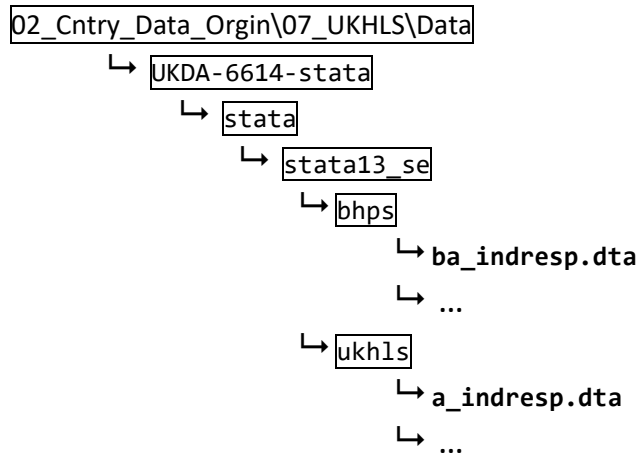 02_Cntry_Data_Orgin\07_UKHLS\Data
↳ UKDA-6614-stata
↳ stata
↳ stata13_se
↳ bhps
↳ ba_indresp.dta
↳ ...
↳ ukhls
↳ a_indresp.dta
↳ ...